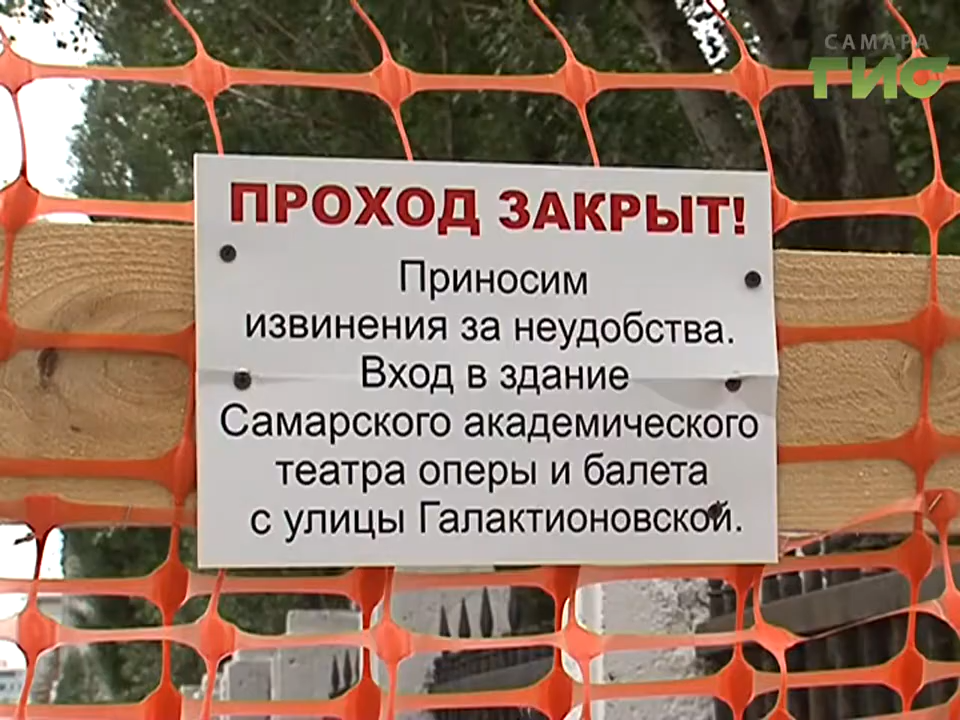 САМАРА
ГИС
ПРОХОД ЗАКРЫТ!
Приносим
извинения за неудобства.
Вход в здание
Самарского академического
театра оперы и балета
с улицы Галактионовской.